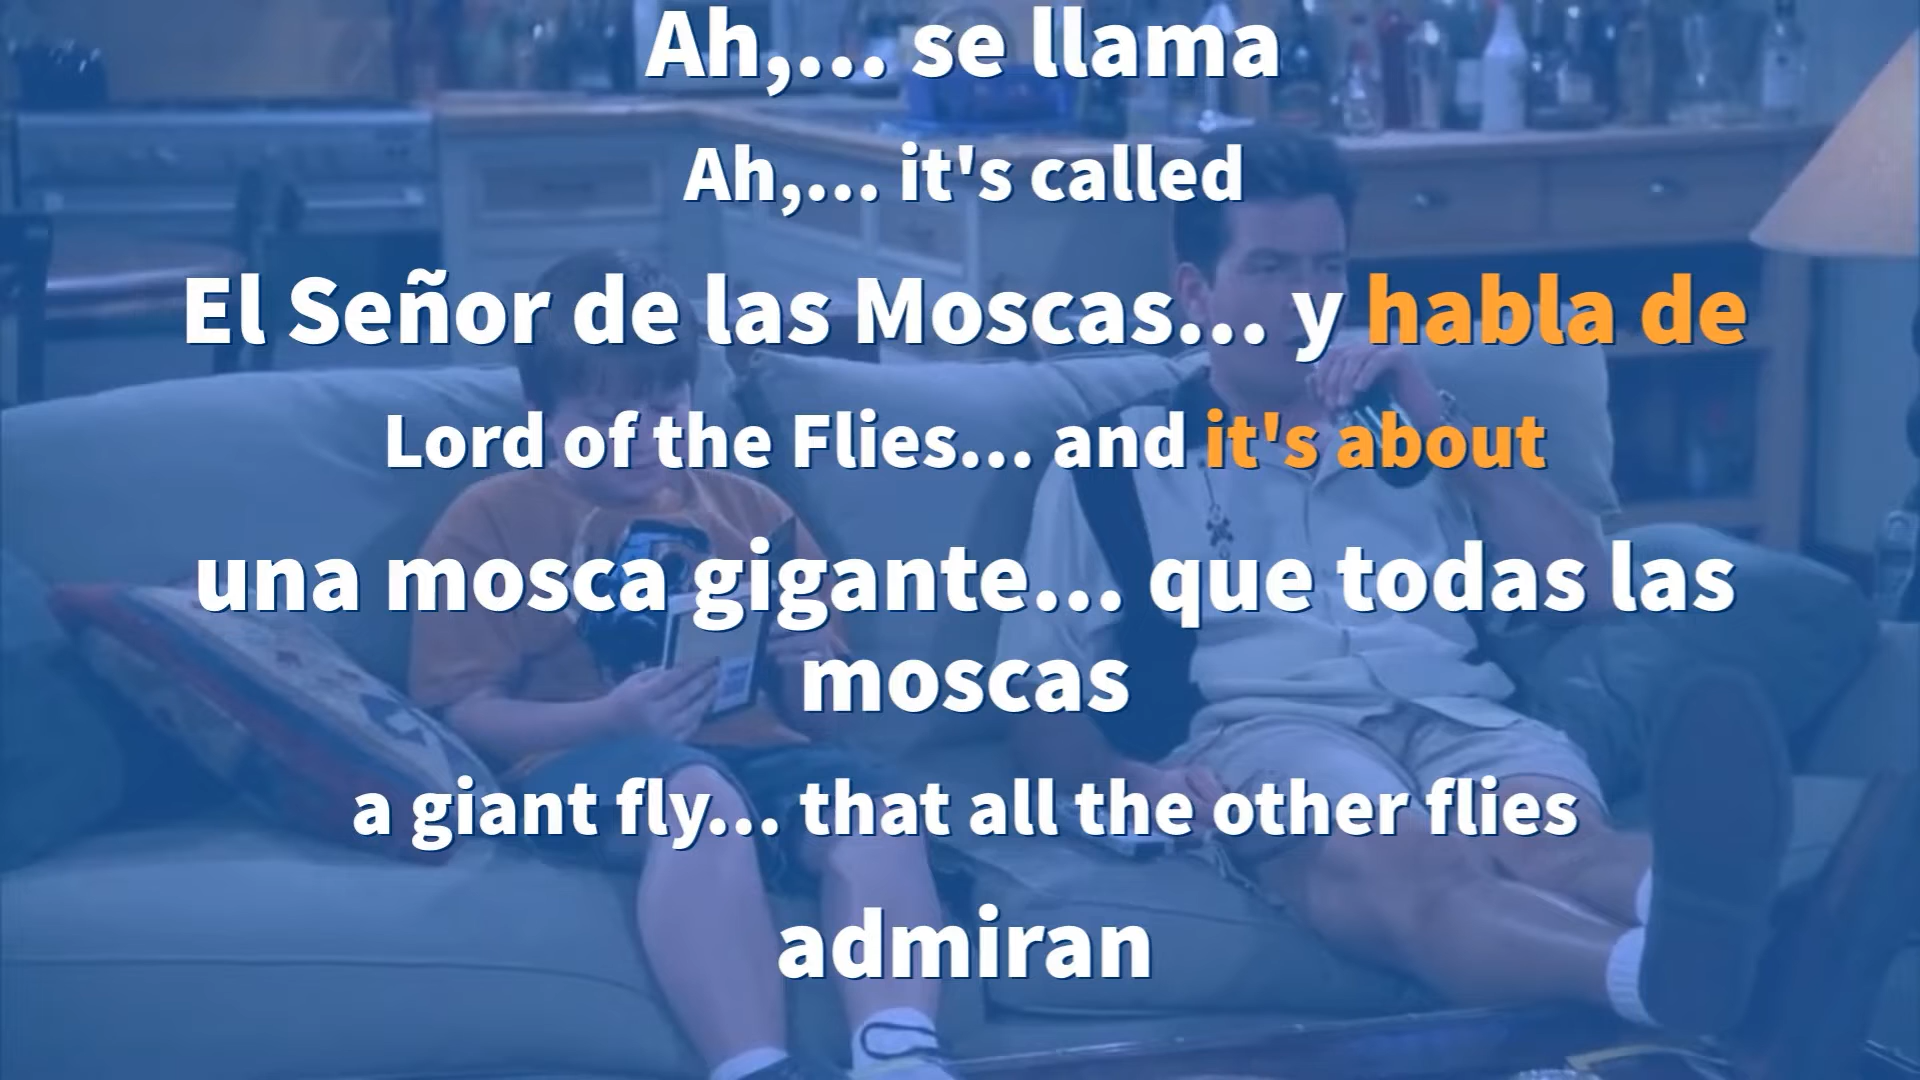 Ah,... se llama
Ah,... it's called
El Señor de las Moscas... y habla de
Lord of the Flies... and it's about
una mosca gigante... que todas las
moscas
a giant fly... that all the other flies
admiran